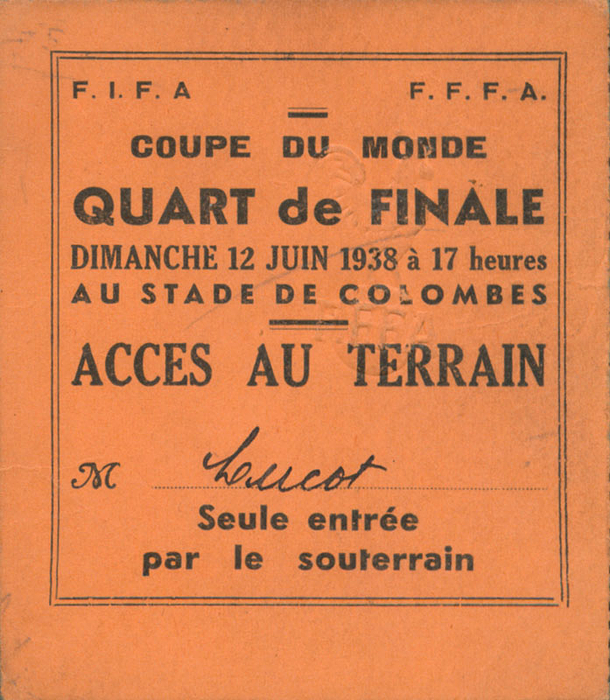 F. I. F. A F. F. F. A.
COUPE DU MONDE
QUART de FINALE
DIMANCHE 12 JUIN 1938 à 17 heures
AU STADE DE COLOMBES
FFFA
ACCES AU TERRAIN
M
Seule entrée
par le souterrain